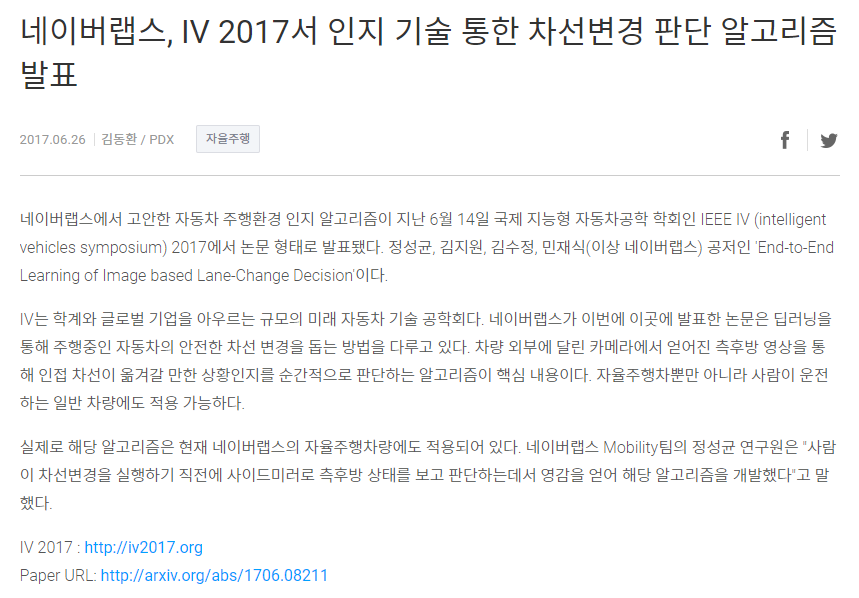 네이버랩스, IV 2017서 인지 기술 통한 차선변경 판단 알고리즘
발표
2017.06.26 김동환 / PDX 자율주행
네이버랩스에서 고안한 자동차 주행환경 인지 알고리즘이 지난 6월 14일 국제 지능형 자동차공학 학회인 IEEE IV (intelligent
vehicles symposium) 2017에서 논문 형태로 발표됐다. 정성균, 김지원, 김수정, 민재식(이상 네이버랩스) 공저인 'End-to-End
Learning of Image based Lane-Change Decision'이다.
IV는 학계와 글로벌 기업을 아우르는 규모의 미래 자동차 기술 공학회다. 네이버랩스가 이번에 이곳에 발표한 논문은 딥러닝을
통해 주행중인 자동차의 안전한 차선 변경을 돕는 방법을 다루고 있다. 차량 외부에 달린 카메라에서 얻어진 측후방 영상을 통
해 인접 차선이 옮겨갈 만한 상황인지를 순간적으로 판단하는 알고리즘이 핵심 내용이다. 자율주행차뿐만 아니라 사람이 운전
하는 일반 차량에도 적용 가능하다.
실제로 해당 알고리즘은 현재 네이버랩스의 자율주행차량에도 적용되어 있다. 네이버랩스 Mobility팀의 정성균 연구원은 "사람
이 차선변경을 실행하기 직전에 사이드미러로 측후방 상태를 보고 판단하는데서 영감을 얻어 해당 알고리즘을 개발했다"고 말
했다.
IV 2017 : http://iv2017.org
Paper URL: http://arxiv.org/abs/1706.08211